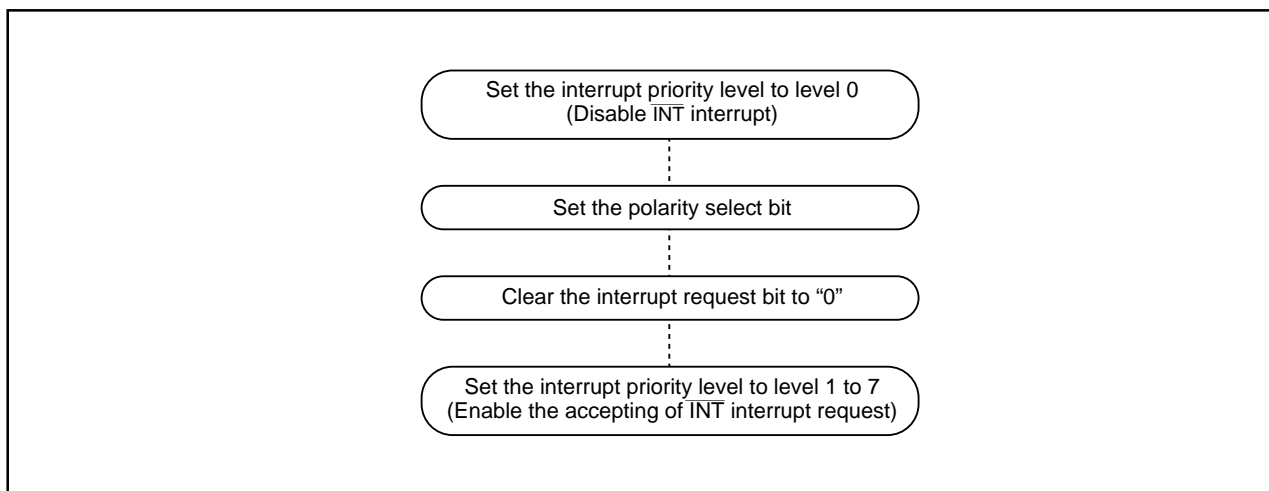 Set the interrupt priority level to level 0
(Disable INT interrupt)
Set the polarity select bit
Clear the interrupt request bit to “0”
Set the interrupt priority level to level 1 to 7
(Enable the accepting of INT interrupt request)